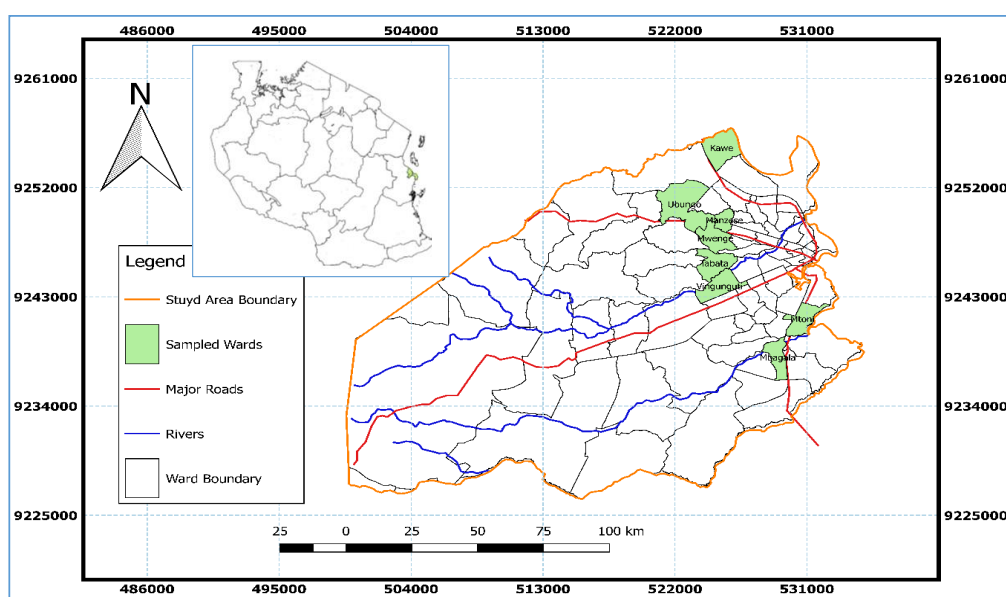 486000 495000 504000 513000 522000 531000
9261000 9261000
N
Kawe
9252000 9252000
Ubungo
Manzese
Mwenge
Legend
Tabata
Vingunguti
9243000 9243000
Stuyd Area Boundary
Mtoni
Sampled Wards
Mbagala
Major Roads
9234000 9234000
Rivers
Ward Boundary
9225000 9225000
25 0 25 50 75 100 km
486000 495000 504000 513000 522000 531000